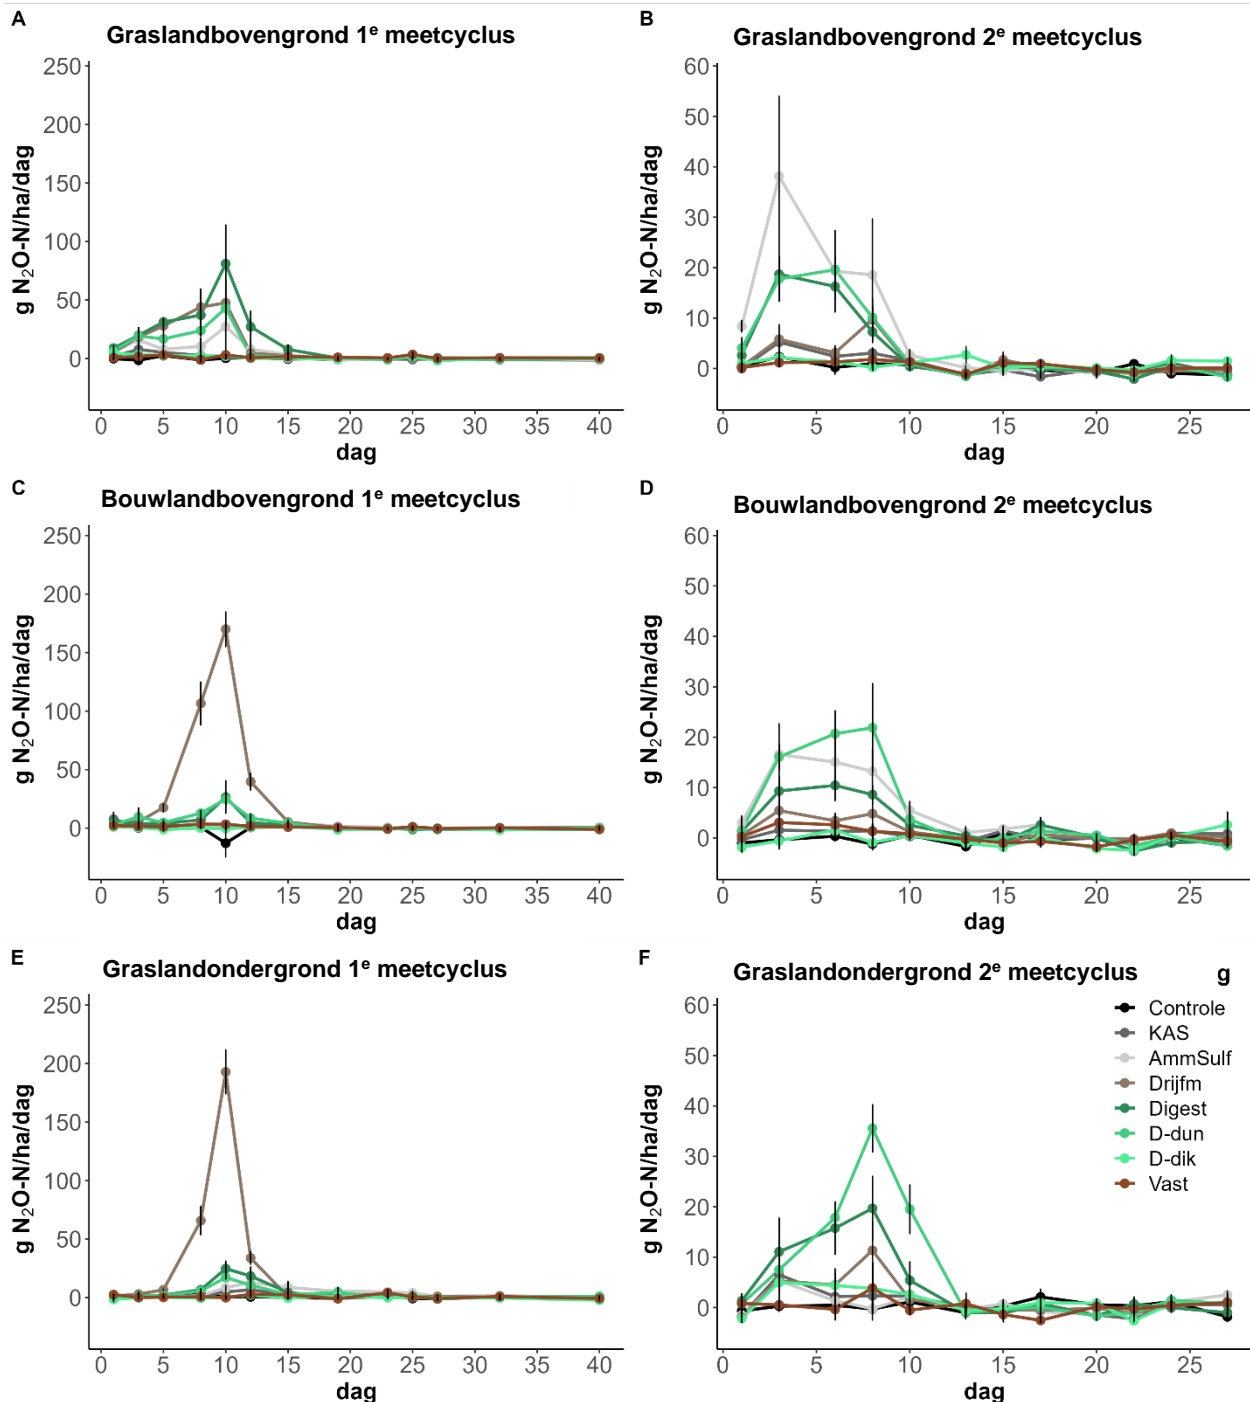 A
Graslandbovengrond 1e meetcyclus
250
200
150
100
50
0
g N2O-N/ha/dag
0 5 10 15 20 25 30 35 40
dag
B
Graslandbovengrond 2e meetcyclus
60
50
40
30
20
10
0
g N2O-N/ha/dag
0 5 10 15 20 25
dag
C
Bouwlandbovengrond 1e meetcyclus
250
200
150
100
50
0
g N2O-N/ha/dag
0 5 10 15 20 25 30 35 40
dag
D
Bouwlandbovengrond 2e meetcyclus
60
50
40
30
20
10
0
g N2O-N/ha/dag
0 5 10 15 20 25
dag
E
Graslandondergrond 1e meetcyclus
250
200
150
100
50
0
g N2O-N/ha/dag
0 5 10 15 20 25 30 35 40
dag
F
Graslandondergrond 2e meetcyclus
g
60
50
40
30
20
10
0
g N2O-N/ha/dag
0 5 10 15 20 25
dag
Controle
KAS
AmmSulf
Drijfm
Digest
D-dun
D-dik
Vast